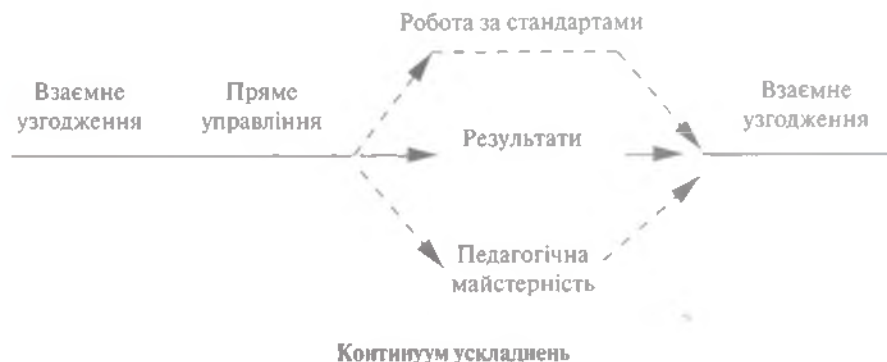 Робота за стандартами
Взаємне
узгодження
Пряме
управління
Взаємне
узгодження
Результати
Педагогічна
майстерність
Континуум ускладнень